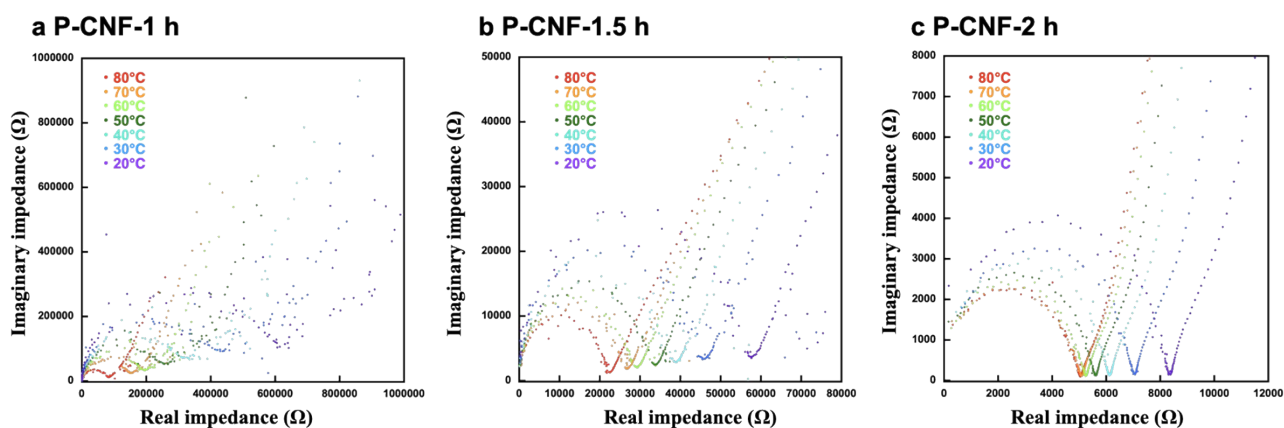 a P-CNF-1 h
1000000
800000
600000
400000
200000
0
0
200000
400000
600000
800000
1000000
80°C
70°C
60°C
50°C
40°C
30°C
20°C
Imaginary impedance (Ω)
Real impedance (Ω)
b P-CNF-1.5 h
50000
40000
30000
20000
10000
0
0
10000
20000
30000
40000
50000
60000
70000
80000
80°C
70°C
60°C
50°C
40°C
30°C
20°C
Imaginary impedance (Ω)
Real impedance (Ω)
c P-CNF-2 h
8000
7000
6000
5000
4000
3000
2000
1000
0
0
2000
4000
6000
8000
10000
12000
80°C
70°C
60°C
50°C
40°C
30°C
20°C
Imaginary impedance (Ω)
Real impedance (Ω)